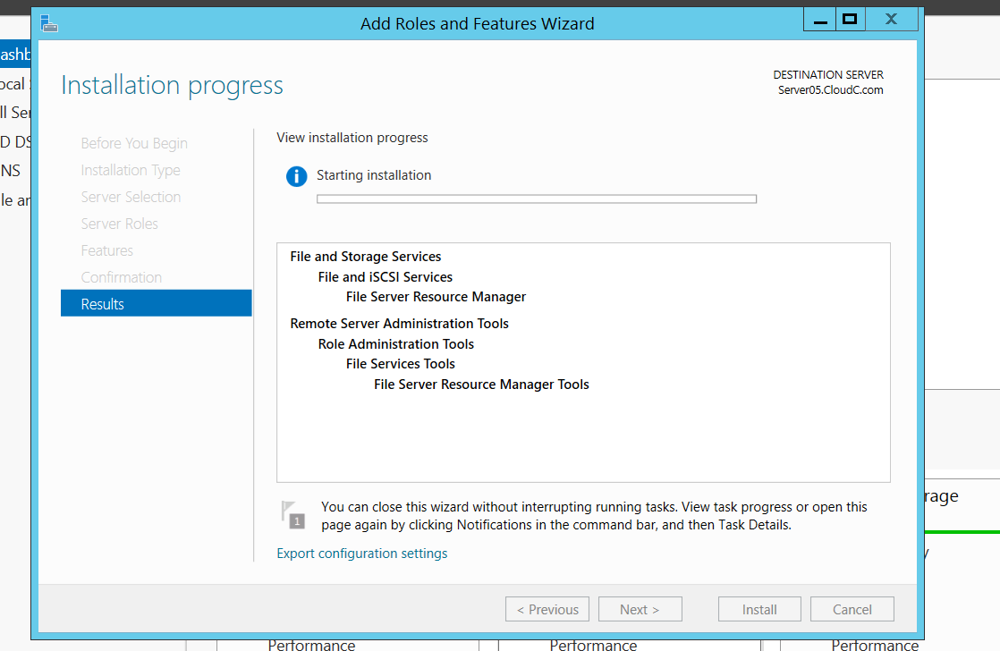 Add Roles and Features Wizard
X
Installation progress
DESTINATION SERVER
Server05.CloudC.com
Before You Begin
Installation Type
Server Selection
Server Roles
Features
Confirmation
Results
View installation progress
Starting installation
File and Storage Services
File and iSCSI Services
File Server Resource Manager
Remote Server Administration Tools
Role Administration Tools
File Services Tools
File Server Resource Manager Tools
1
You can close this wizard without interrupting running tasks. View task progress or open this
page again by clicking Notifications in the command bar, and then Task Details.
Export configuration settings
< Previous
Next >
Install
Cancel
ashb
ocal S
ll Ser
D DS
NS
le an
rage
Performance
Performance
Performance